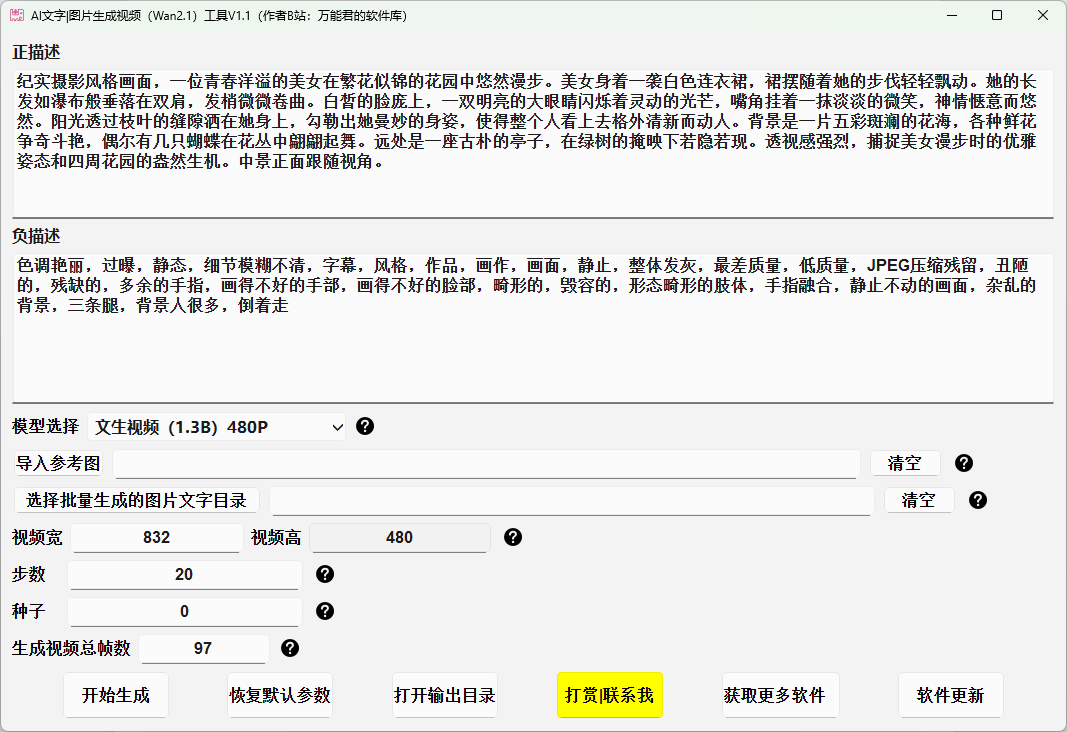 AI文字|图片生成视频（Wan2.1）工具V1.1（作者B站：万能君的软件库）
正描述
纪实摄影风格画面，一位青春洋溢的美女在繁花似锦的花园中悠然漫步。美女身着一袭白色连衣裙，裙摆随着她的步伐轻轻飘动。她的长
发如瀑布般垂落在双肩，发梢微微卷曲。白皙的脸庞上，一双明亮的大眼睛闪烁着灵动的光芒，嘴角挂着一抹淡淡的微笑，神情惬意而悠
然。阳光透过枝叶的缝隙洒在她身上，勾勒出她曼妙的身姿，使得整个人看上去格外清新而动人。背景是一片五彩斑斓的花海，各种鲜花
争奇斗艳，偶尔有几只蝴蝶在花丛中翩翩起舞。远处是一座古朴的亭子，在绿树的掩映下若隐若现。透视感强烈，捕捉美女漫步时的优雅
姿态和四周花园的盎然生机。中景正面跟随视角。
负描述
色调艳丽，过曝，静态，细节模糊不清，字幕，风格，作品，画作，画面，静止，整体发灰，最差质量，低质量，JPEG压缩残留，丑陋
的，残缺的，多余的手指，画得不好的手部，画得不好的脸部，畸形的，毁容的，形态畸形的肢体，手指融合，静止不动的画面，杂乱的
背景，三条腿，背景人很多，倒着走
模型选择 文生视频（1.3B）480P
导入参考图 清空
选择批量生成的图片文字目录 清空
视频宽 832 视频高 480
步数 20
种子 0
生成视频总帧数 97
开始生成 恢复默认参数 打开输出目录 打赏|联系我 获取更多软件 软件更新